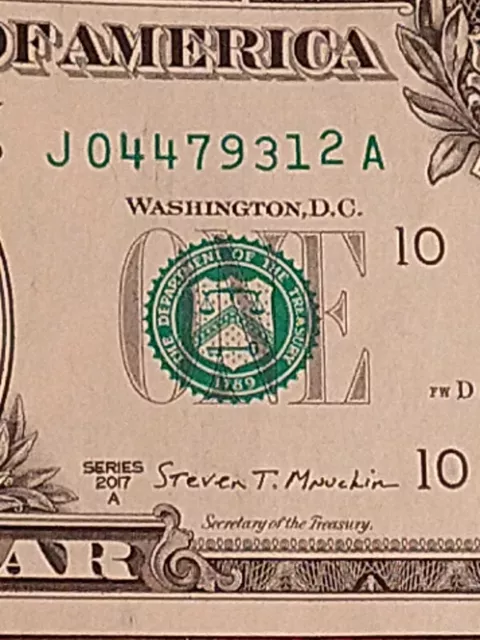 OF AMERICA
J 04479312 A
WASHINGTON, D.C.
ONE
10
THE DEPARTMENT OF THE TREASURY
1789
FW D
SERIES
2017
A
Steven T. Mnuchin
10
Secretary of the Treasury.
AR